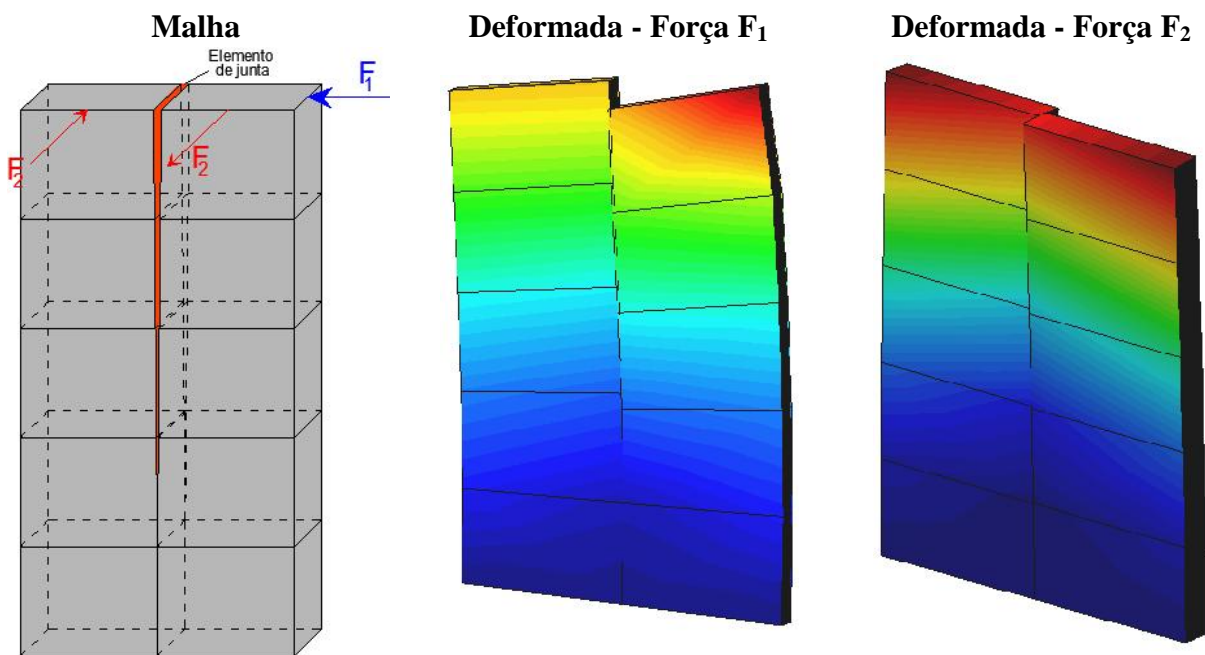 Malha
Deformada - Força F₁
Deformada - Força F₂
Elemento
de junta
F₁
F₂
F₂